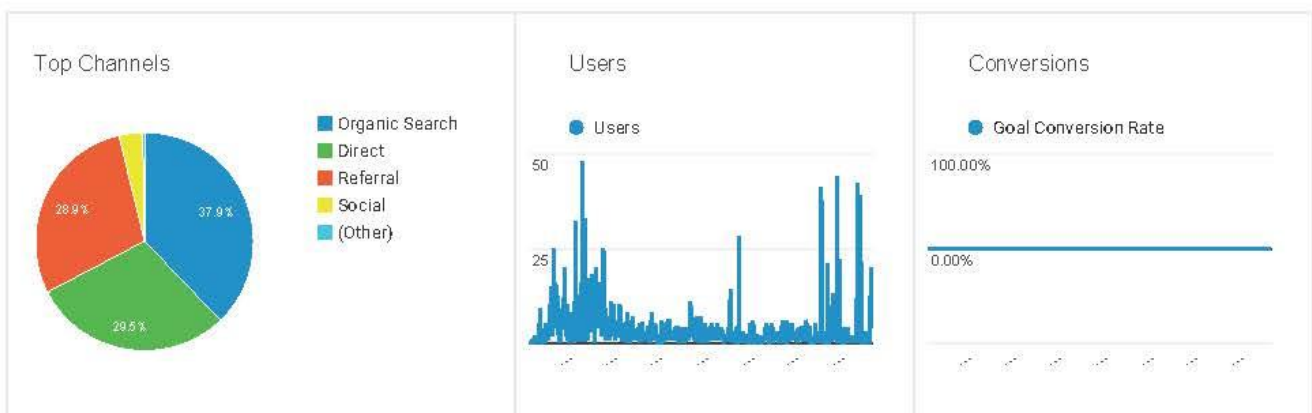 Top Channels
Organic Search
Direct
Referral
Social
(Other)
37.9%
28.9%
29.5%
Users
Users
50
25
Conversions
Goal Conversion Rate
100.00%
0.00%